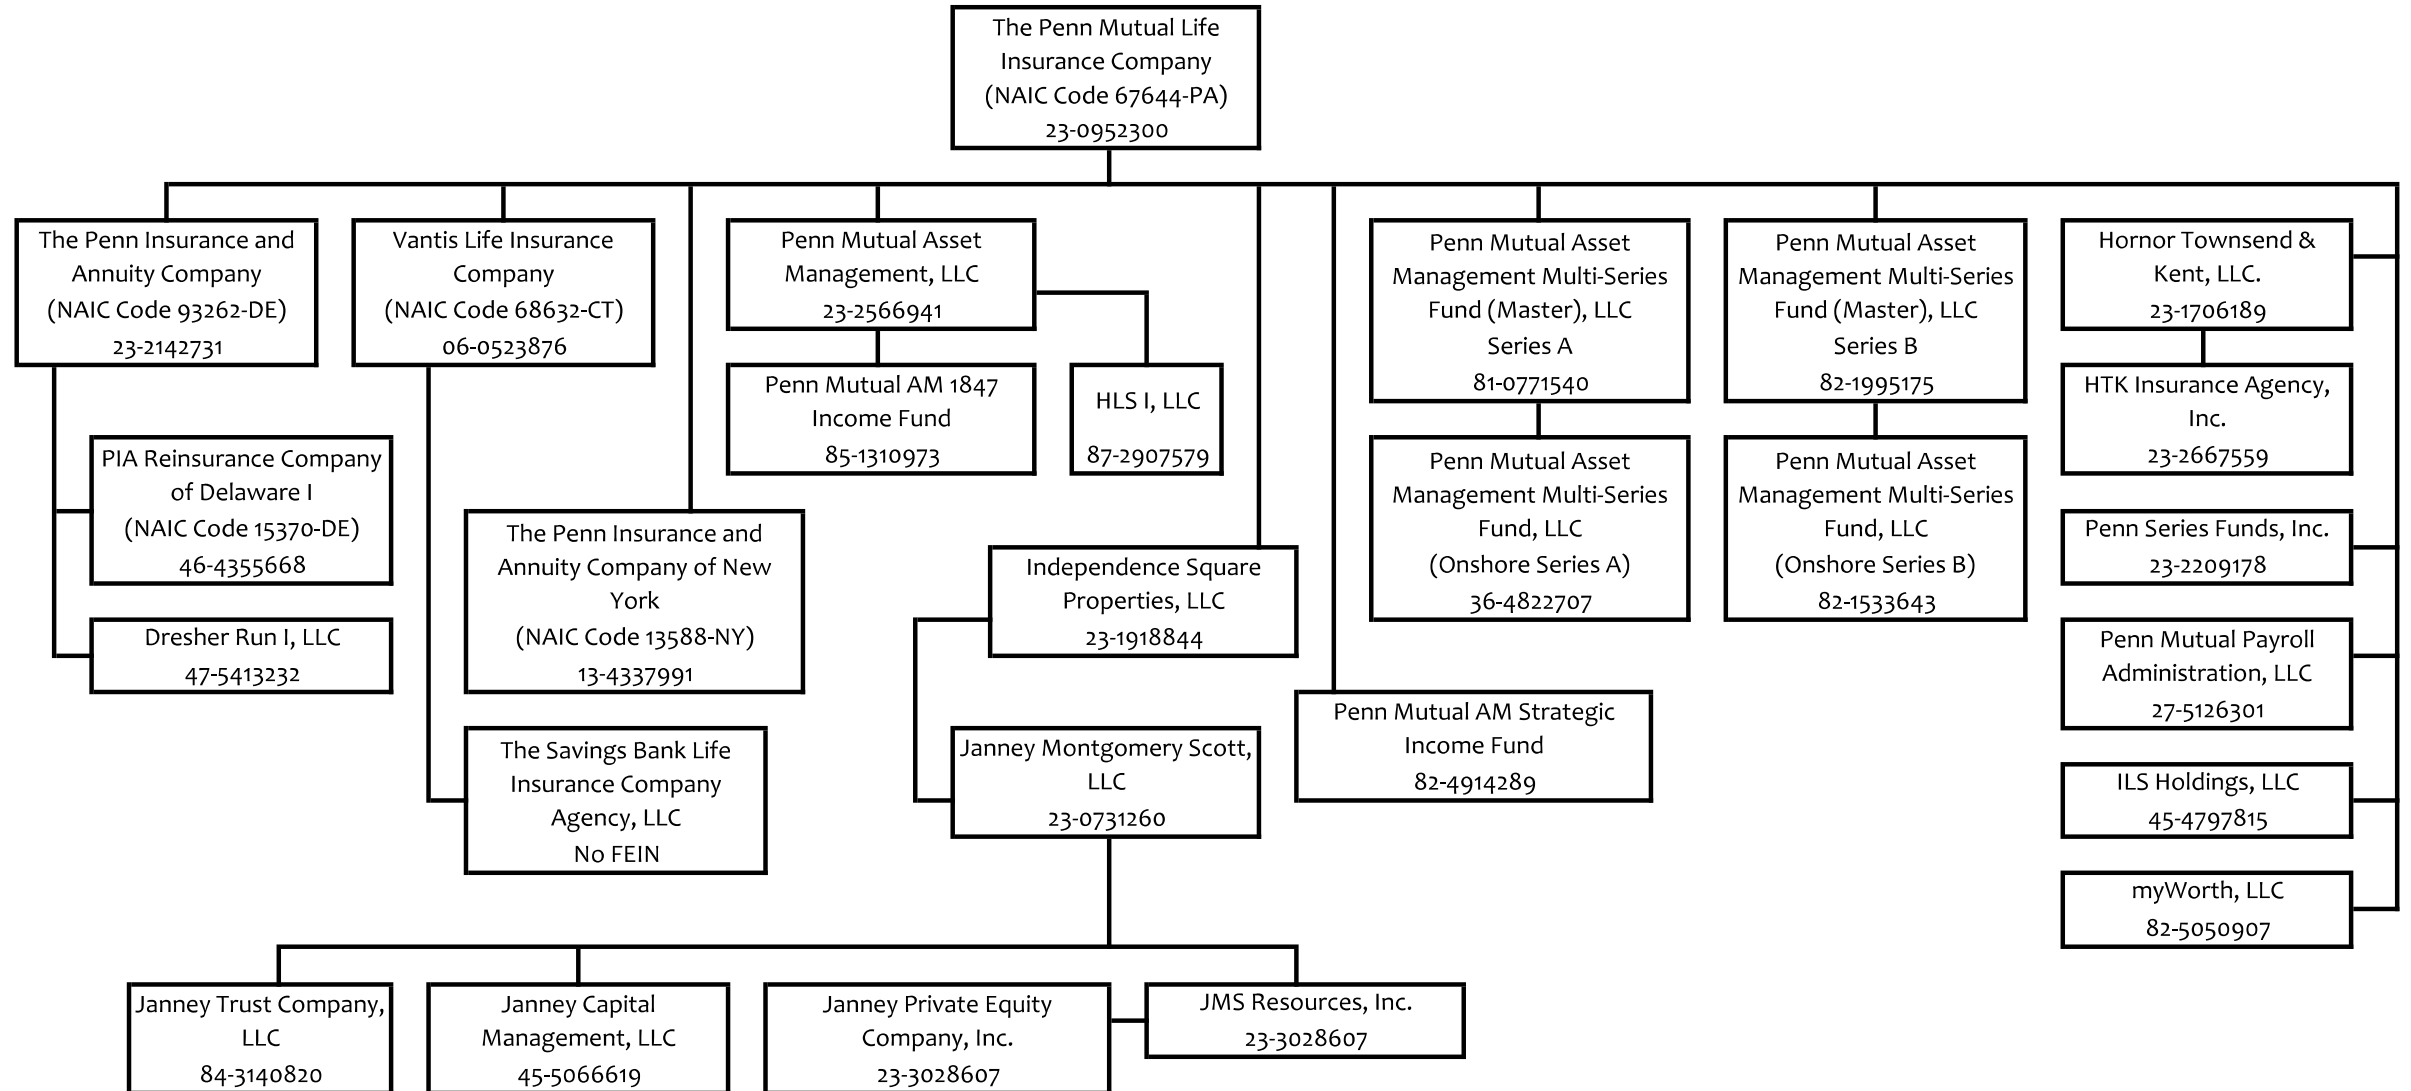 The Penn Mutual Life
Insurance Company
(NAIC Code 67644-PA)
23-0952300
The Penn Insurance and
Annuity Company
(NAIC Code 93262-DE)
23-2142731
Vantis Life Insurance
Company
(NAIC Code 68632-CT)
06-0523876
Penn Mutual Asset
Management, LLC
23-2566941
Penn Mutual Asset
Management Multi-Series
Fund (Master), LLC
Series A
81-0771540
Penn Mutual Asset
Management Multi-Series
Fund (Master), LLC
Series B
82-1995175
Hornor Townsend &
Kent, LLC.
23-1706189
Penn Mutual AM 1847
Income Fund
85-1310973
HLS I, LLC
87-2907579
HTK Insurance Agency,
Inc.
23-2667559
PIA Reinsurance Company
of Delaware I
(NAIC Code 15370-DE)
46-4355668
Penn Mutual Asset
Management Multi-Series
Fund, LLC
(Onshore Series A)
36-4822707
Penn Mutual Asset
Management Multi-Series
Fund, LLC
(Onshore Series B)
82-1533643
The Penn Insurance and
Annuity Company of New
York
(NAIC Code 13588-NY)
13-4337991
Penn Series Funds, Inc.
23-2209178
Independence Square
Properties, LLC
23-1918844
Dresher Run I, LLC
47-5413232
Penn Mutual Payroll
Administration, LLC
27-5126301
Penn Mutual AM Strategic
Income Fund
82-4914289
The Savings Bank Life
Insurance Company
Agency, LLC
No FEIN
Janney Montgomery Scott,
LLC
23-0731260
ILS Holdings, LLC
45-4797815
myWorth, LLC
82-5050907
Janney Trust Company,
LLC
84-3140820
Janney Capital
Management, LLC
45-5066619
Janney Private Equity
Company, Inc.
23-3028607
JMS Resources, Inc.
23-3028607